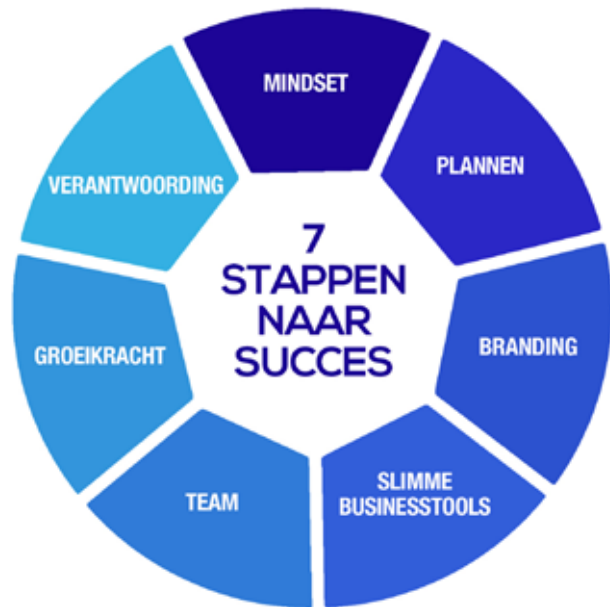 7
STAPPEN
NAAR
SUCCES
MINDSET
PLANNEN
BRANDING
SLIMME
BUSINESSTOOLS
TEAM
GROEIKRACHT
VERANTWOORDING